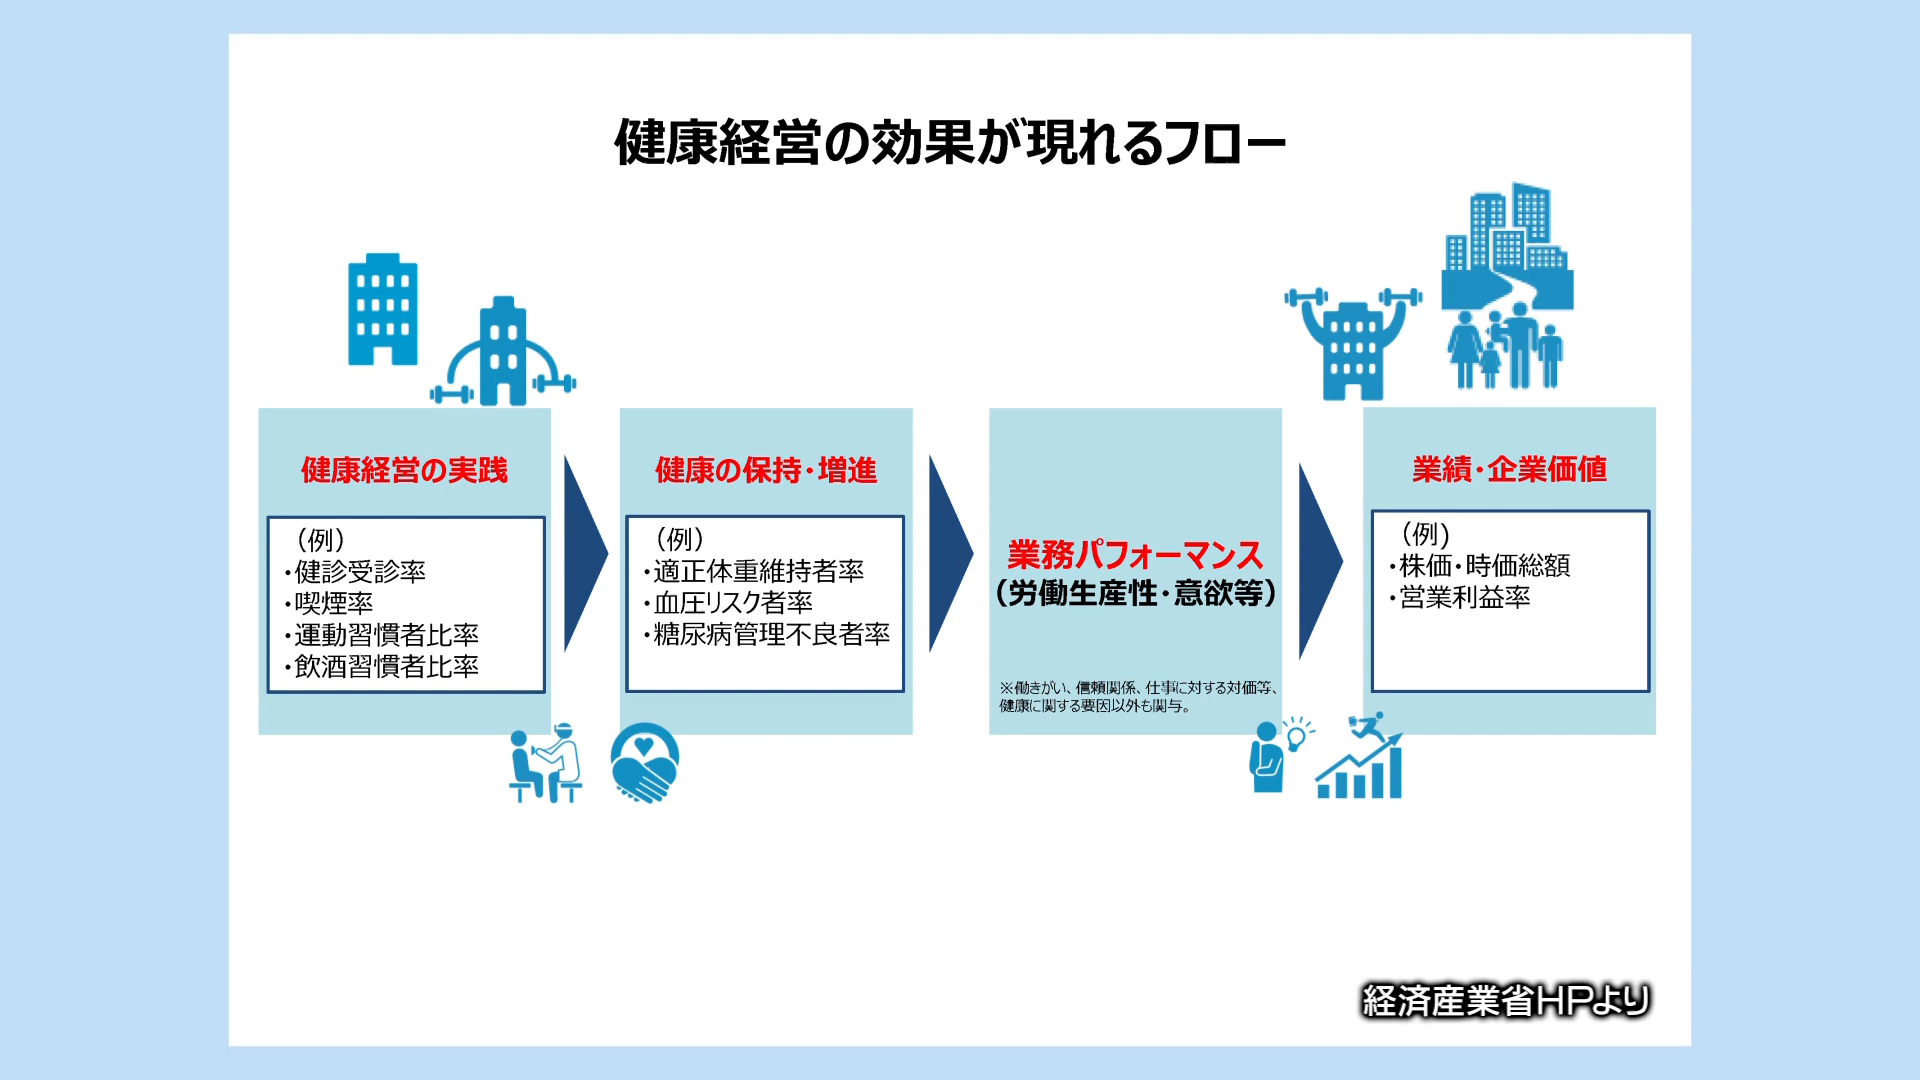 健康経営の効果が現れるフロー
健康経営の実践
（例）
・健診受診率
・喫煙率
・運動習慣者比率
・飲酒習慣者比率
健康の保持・増進
（例）
・適正体重維持者率
・血圧リスク者率
・糖尿病管理不良者率
業務パフォーマンス
（労働生産性・意欲等）
※働きがい、信頼関係、仕事に対する対価等、
健康に関する要因以外も関与。
業績・企業価値
（例）
・株価・時価総額
・営業利益率
経済産業省HPより